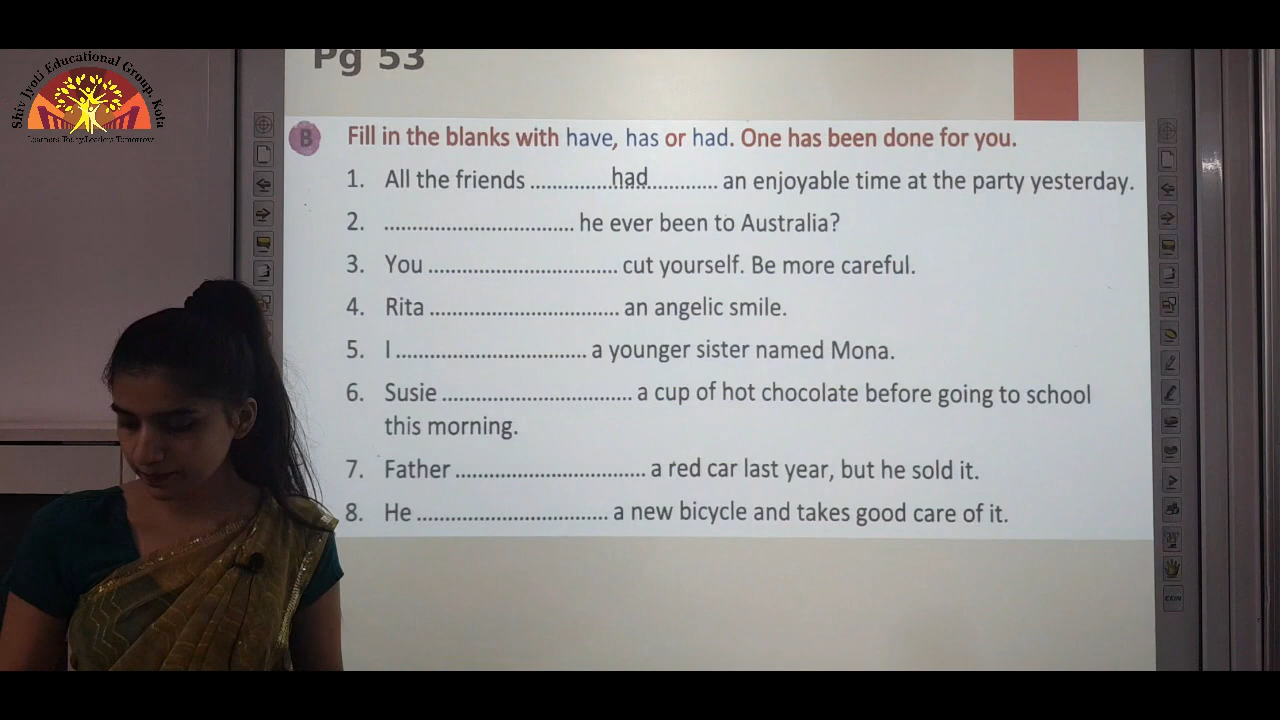 Shiv Jyoti Educational Group, Kota
Learners Today Leaders Tomorrow
Pg 53
B Fill in the blanks with have, has or had. One has been done for you.
1. All the friends ...............had............. an enjoyable time at the party yesterday.
2. .................................. he ever been to Australia?
3. You .................................. cut yourself. Be more careful.
4. Rita .................................. an angelic smile.
5. I .................................. a younger sister named Mona.
6. Susie .................................. a cup of hot chocolate before going to school
this morning.
7. Father .................................. a red car last year, but he sold it.
8. He .................................. a new bicycle and takes good care of it.